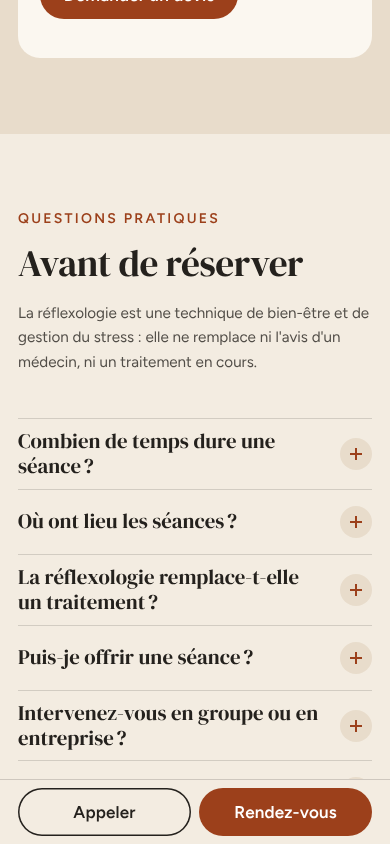 Demander un devis
QUESTIONS PRATIQUES
Avant de réserver
La réflexologie est une technique de bien-être et de
gestion du stress : elle ne remplace ni l'avis d'un
médecin, ni un traitement en cours.
Combien de temps dure une
séance ?
Où ont lieu les séances ?
La réflexologie remplace-t-elle
un traitement ?
Puis-je offrir une séance ?
Intervenez-vous en groupe ou en
entreprise ?
Appeler
Rendez-vous